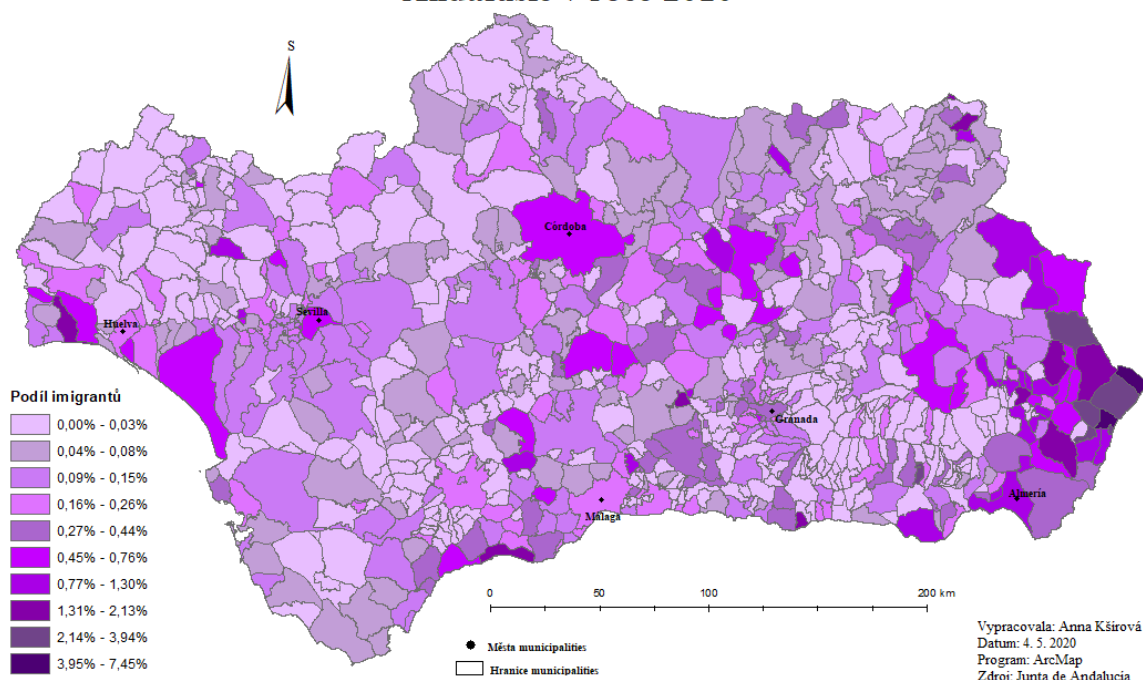 S
Córdoba
Sevilla
Huelva
Granada
Málaga
Almería
Podíl imigrantů
0,00% - 0,03%
0,04% - 0,08%
0,09% - 0,15%
0,16% - 0,26%
0,27% - 0,44%
0,45% - 0,76%
0,77% - 1,30%
1,31% - 2,13%
2,14% - 3,94%
3,95% - 7,45%
0 50 100 200 km
Města municipalities
Hranice municipalities
Vypracovala: Anna Kšírová
Datum: 4. 5. 2020
Program: ArcMap
Zdroj: Junta de Andalucía